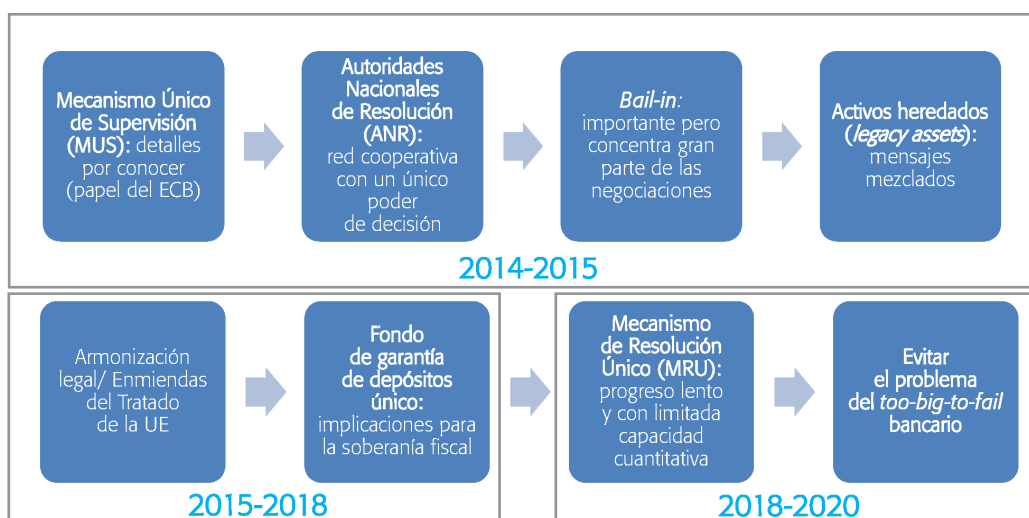 Mecanismo Único
de Supervisión
(MUS): detalles
por conocer
(papel del ECB)
Autoridades
Nacionales
de Resolución
(ANR):
red cooperativa
con un único
poder
de decisión
Bail-in:
importante pero
concentra gran
parte de las
negociaciones
Activos heredados
(legacy assets):
mensajes
mezclados
2014-2015
Armonización
legal/ Enmiendas
del Tratado
de la UE
Fondo
de garantía
de depósitos
único:
implicaciones para
la soberanía fiscal
2015-2018
Mecanismo
de Resolución
Único (MRU):
progreso lento
y con limitada
capacidad
cuantitativa
Evitar
el problema
del too-big-to-fail
bancario
2018-2020